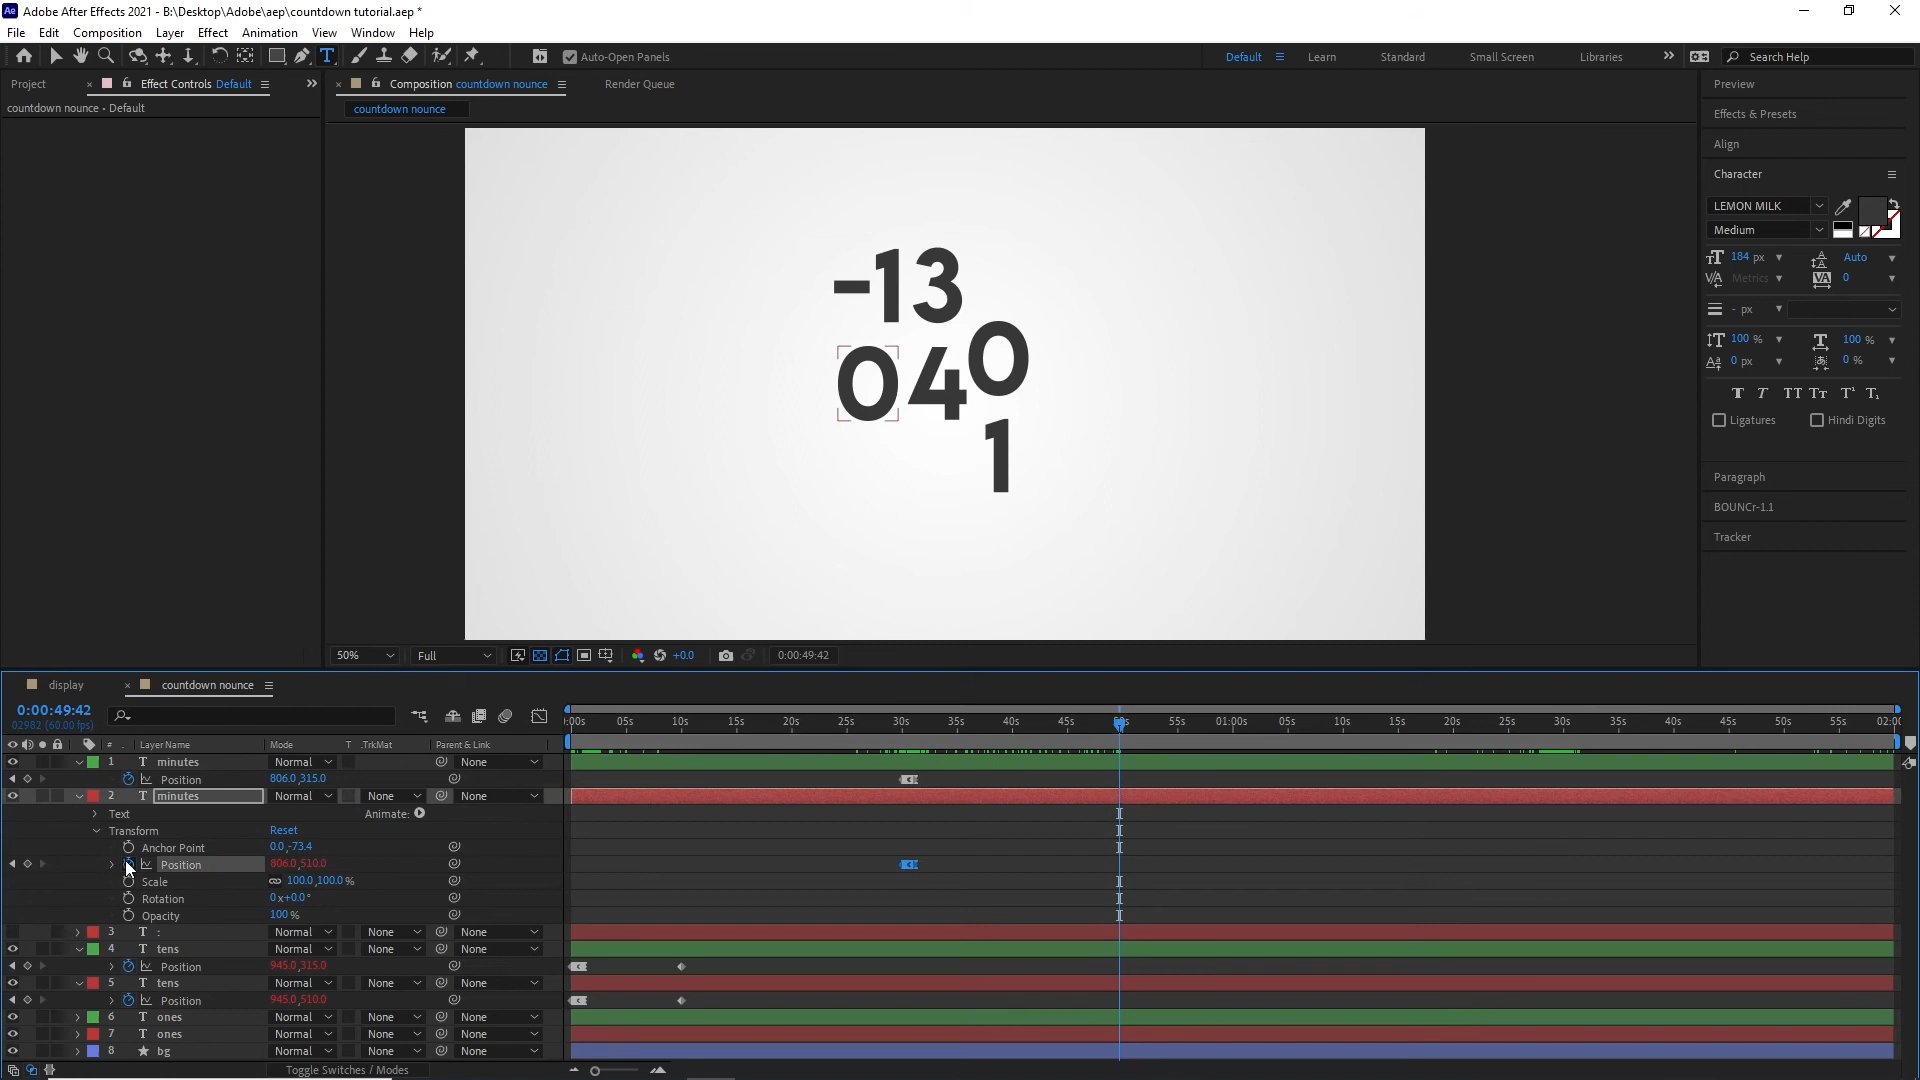 Ae Adobe After Effects 2021 - B:\Desktop\Adobe\aep\countdown tutorial.aep *
File Edit Composition Layer Effect Animation View Window Help
Auto-Open Panels
Default Learn Standard Small Screen Libraries Search Help
Project Effect Controls Default
countdown nounce • Default
Composition countdown nounce Render Queue
countdown nounce
-13
040
1
50% Full +0.0 0:00:49:42
Preview
Effects & Presets
Align
Character
LEMON MILK
Medium
184 px Auto
Metrics 0
- px
100 % 100 %
0 px 0 %
T T TT Tt T¹ T₁
Ligatures Hindi Digits
Paragraph
BOUNCr-1.1
Tracker
display countdown nounce
0:00:49:42
02982 (60.00 fps)
:00s 05s 10s 15s 20s 25s 30s 35s 40s 45s 50s 55s 01:00s 05s 10s 15s 20s 25s 30s 35s 40s 45s 50s 55s 02:00
# . Layer Name Mode T .TrkMat Parent & Link
1 T minutes Normal None
Position 806.0,315.0
2 T minutes Normal None None
Text Animate:
Transform Reset
Anchor Point 0.0,-73.4
Position 806.0,510.0
Scale 100.0,100.0%
Rotation 0x+0.0°
Opacity 100%
3 T : Normal None None
4 T tens Normal None None
Position 945.0,315.0
5 T tens Normal None None
Position 945.0,510.0
6 T ones Normal None None
7 T ones Normal None None
8 bg Normal None None
Toggle Switches / Modes